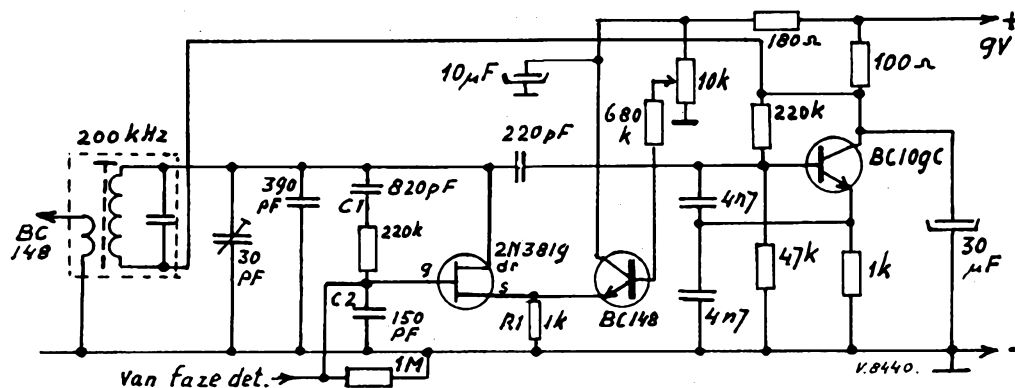 180Ω
+
9V
100Ω
10µF
10k
680
k
220k
200kHz
220pF
BC109C
390
pF
820pF
C1
4n7
BC
148
30
pF
220k
2N3819
dr
g
s
47k
1k
30
µF
C2
150
pF
R1
1k
BC148
4n7
1M
Van faze det.
V.8440.
-